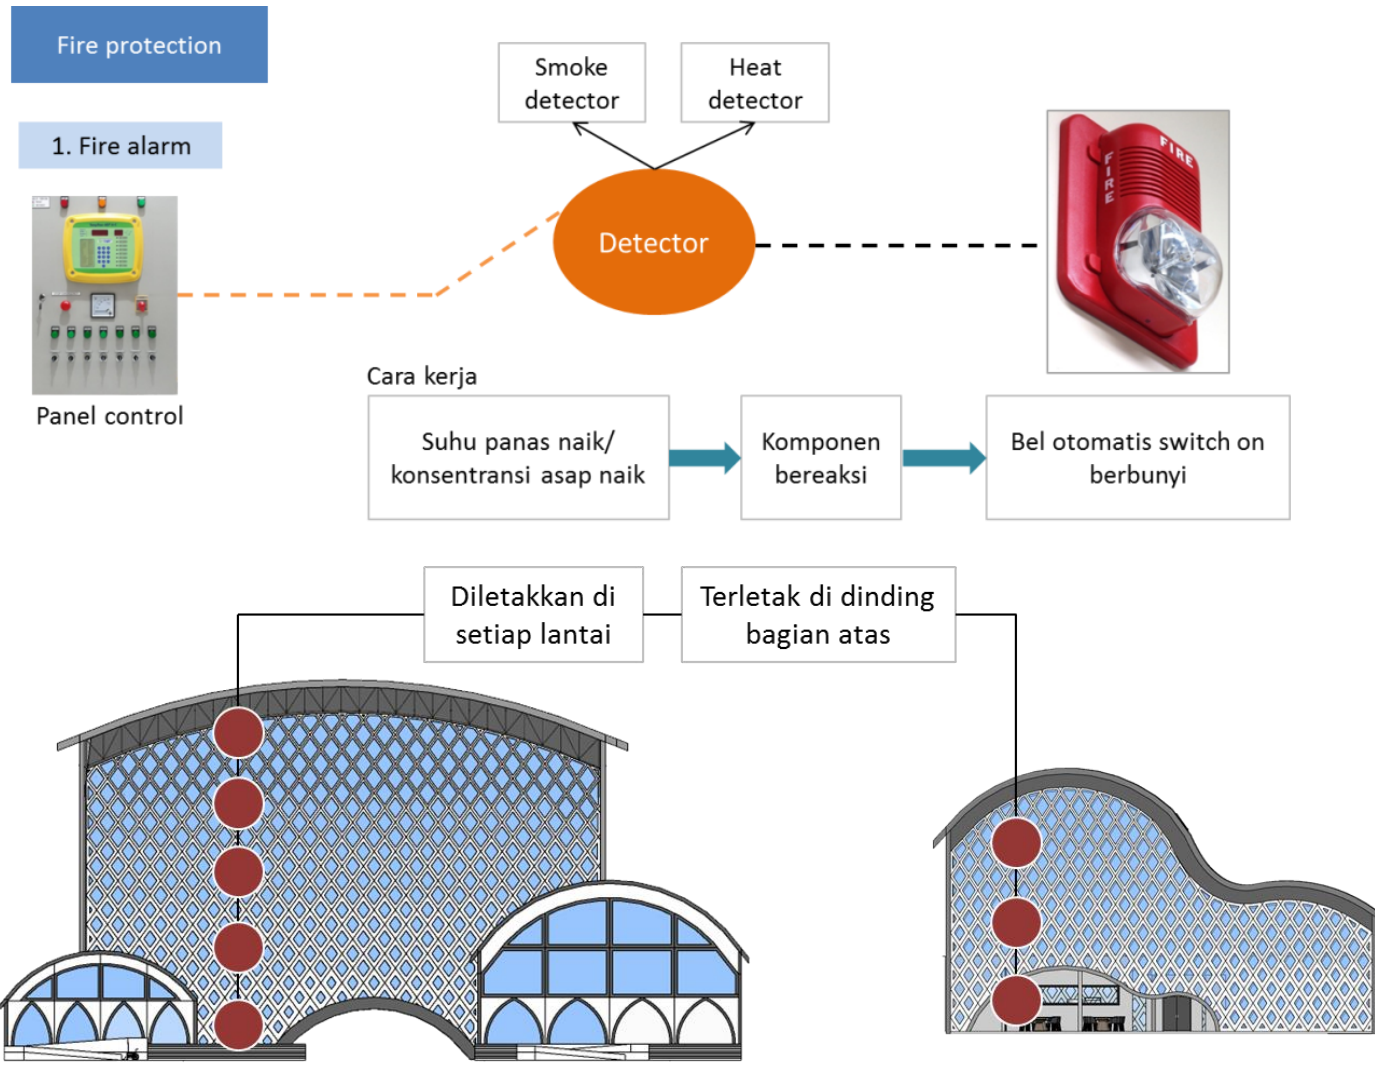 Fire protection
Smoke
detector
Heat
detector
1. Fire alarm
FIRE
FIRE
Detector
Panel control
Cara kerja
Suhu panas naik/
konsentransi asap naik
Komponen
bereaksi
Bel otomatis switch on
berbunyi
Diletakkan di
setiap lantai
Terletak di dinding
bagian atas